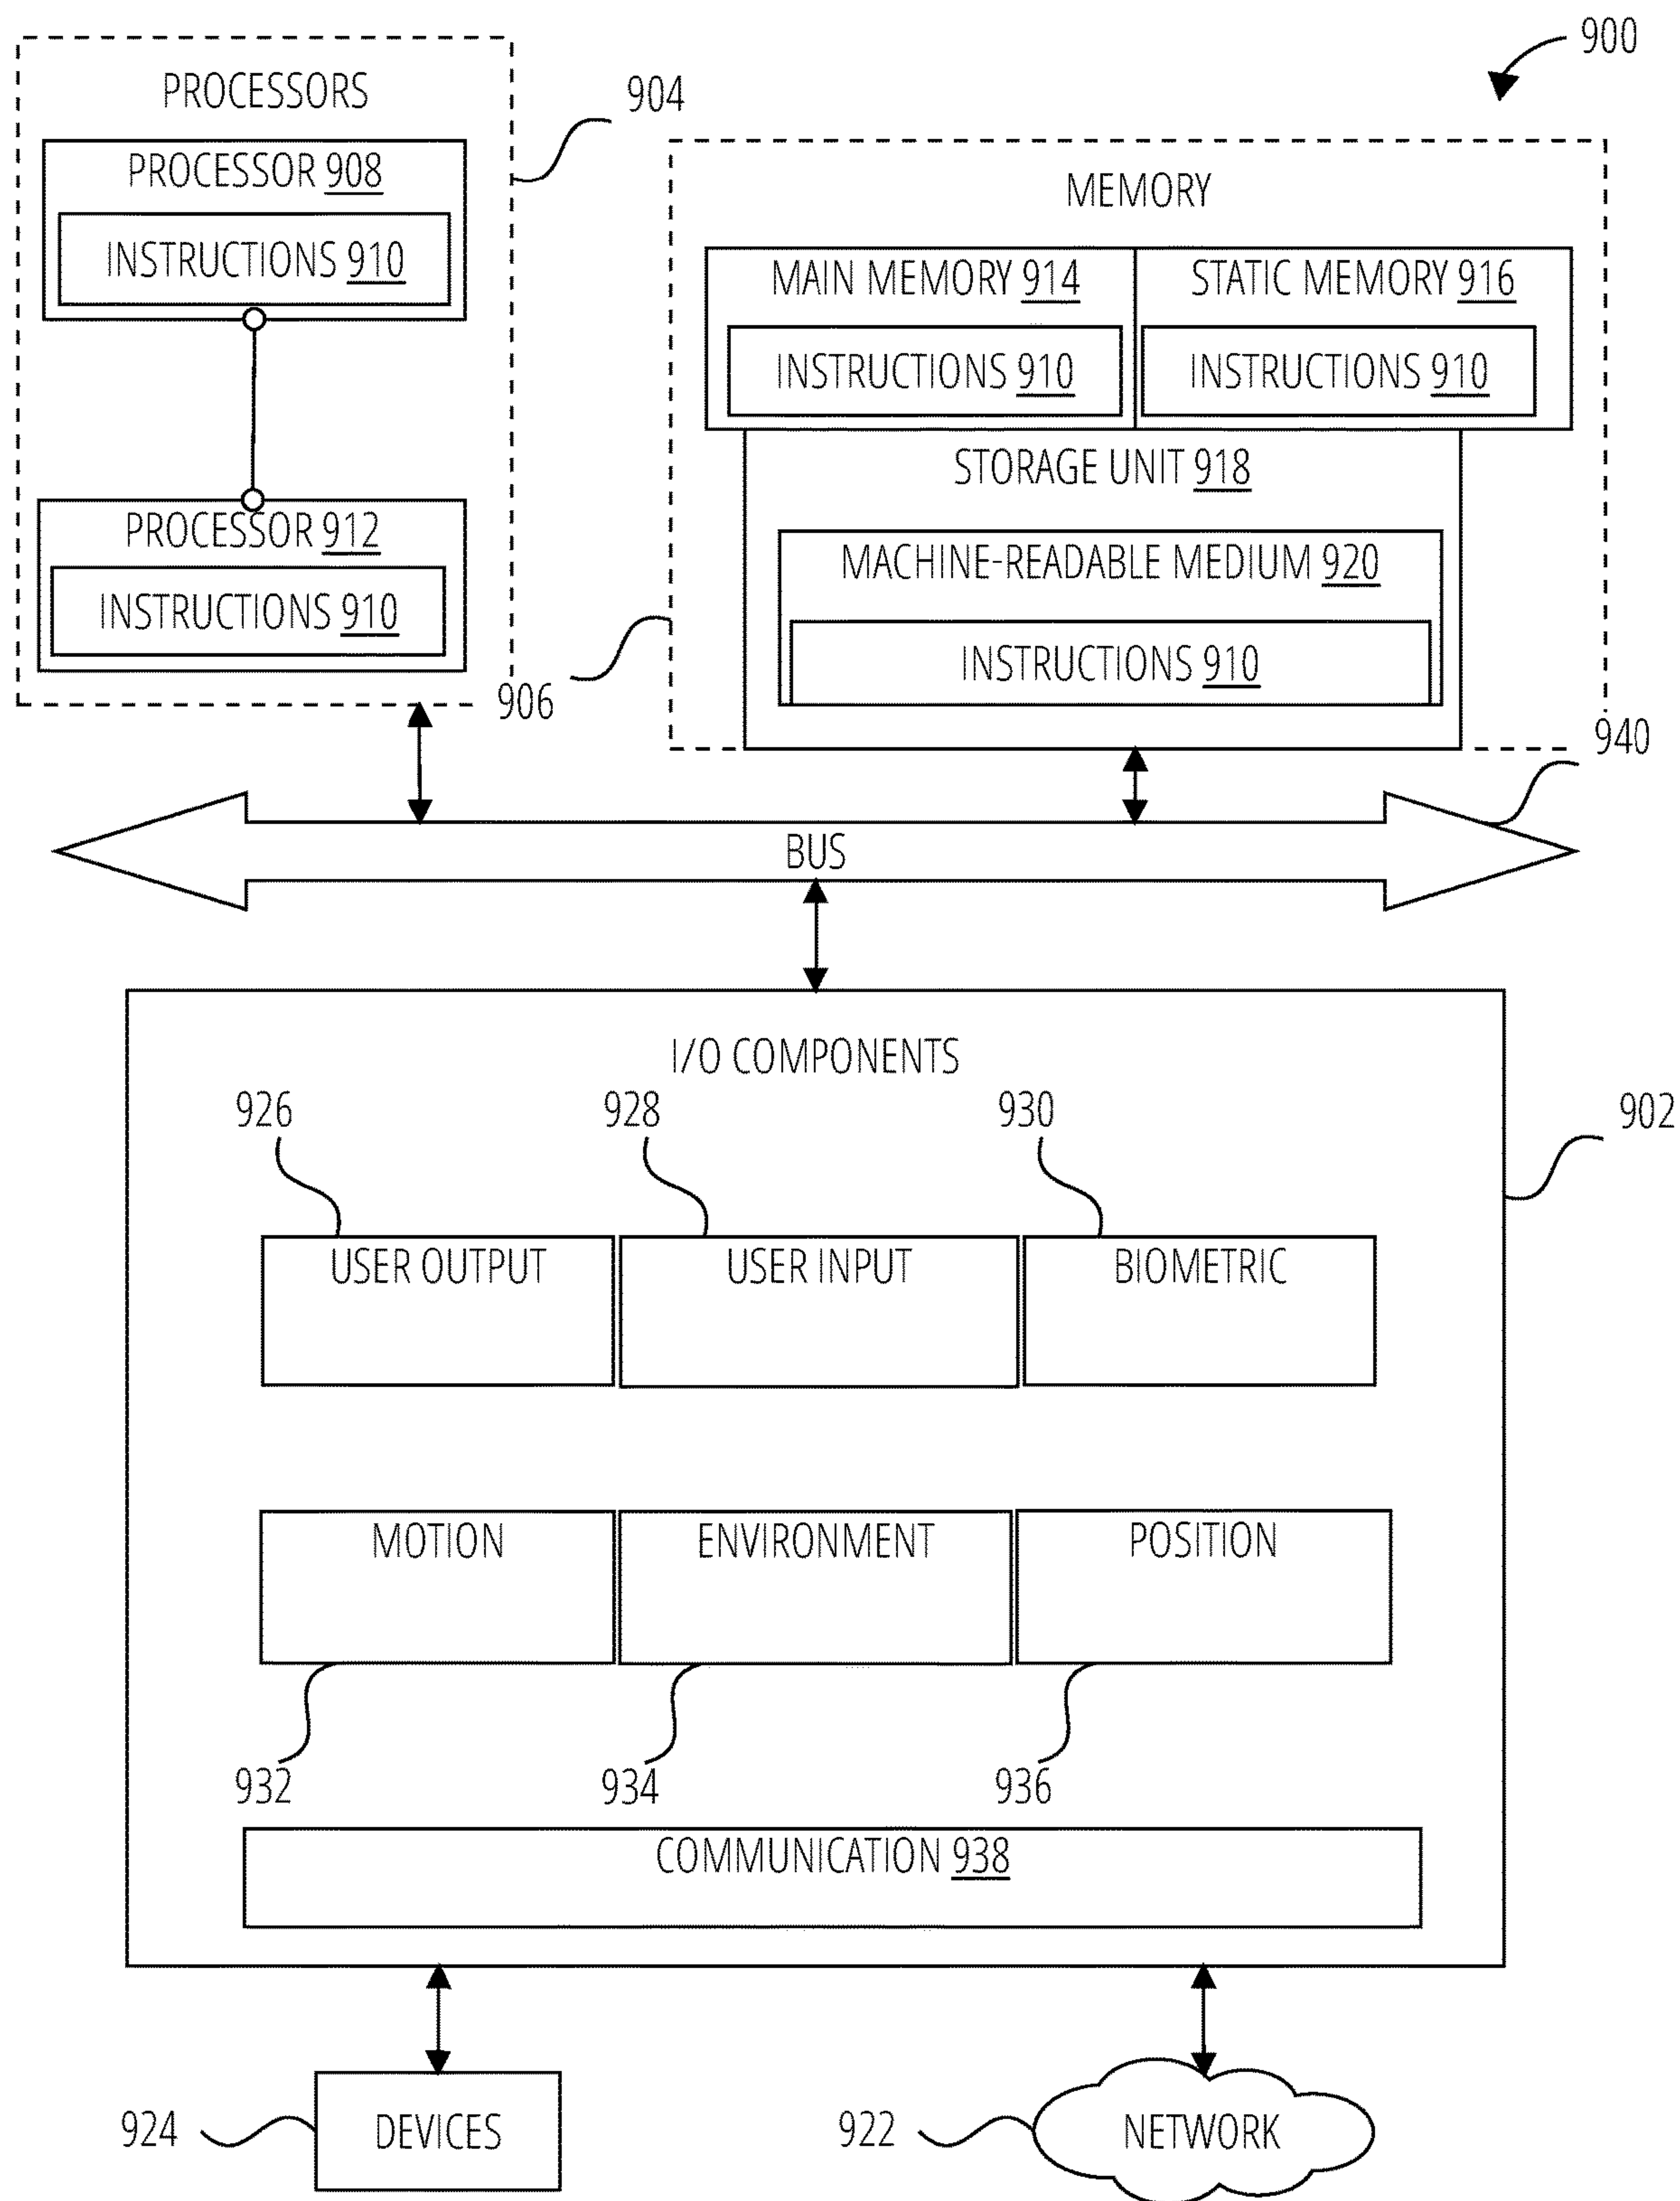 900
PROCESSORS
904
PROCESSOR 908
INSTRUCTIONS 910
PROCESSOR 912
INSTRUCTIONS 910
MEMORY
MAIN MEMORY 914
STATIC MEMORY 916
INSTRUCTIONS 910
INSTRUCTIONS 910
STORAGE UNIT 918
MACHINE-READABLE MEDIUM 920
INSTRUCTIONS 910
906
940
BUS
I/O COMPONENTS
902
926
928
930
USER OUTPUT
USER INPUT
BIOMETRIC
MOTION
ENVIRONMENT
POSITION
932
934
936
COMMUNICATION 938
924
DEVICES
922
NETWORK